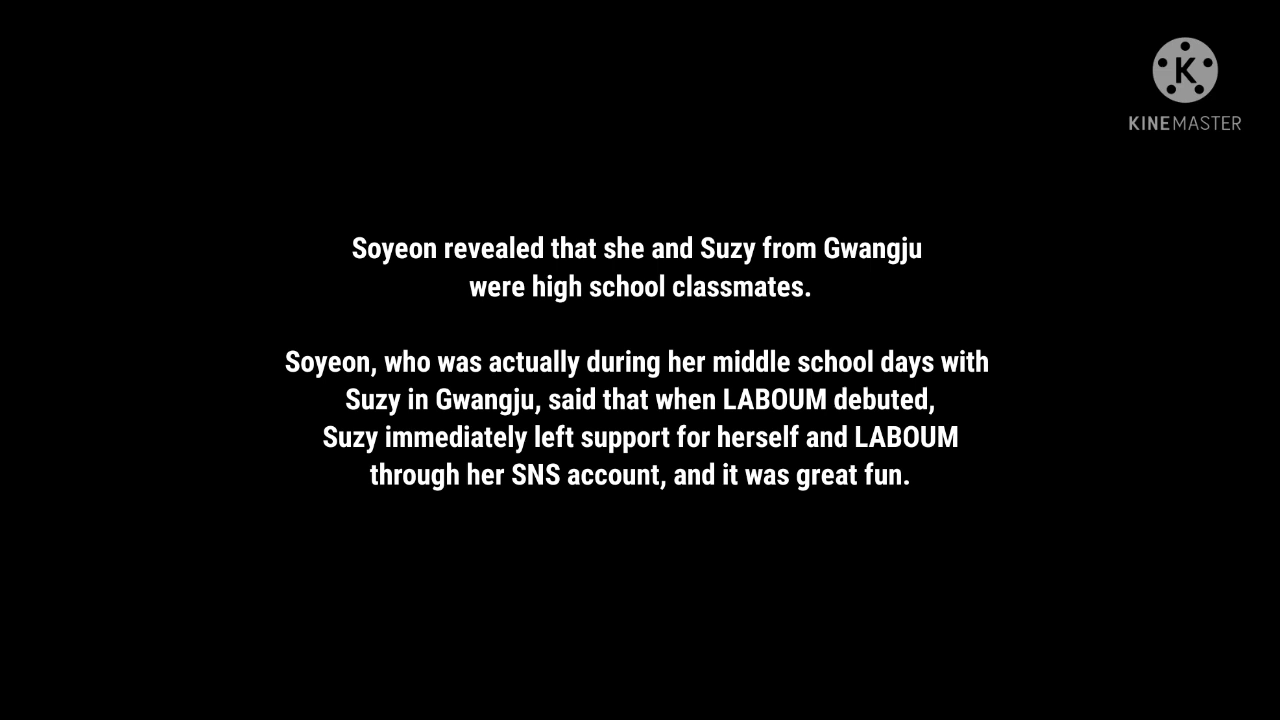 K
KINEMASTER
Soyeon revealed that she and Suzy from Gwangju
were high school classmates.
Soyeon, who was actually during her middle school days with
Suzy in Gwangju, said that when LABOUM debuted,
Suzy immediately left support for herself and LABOUM
through her SNS account, and it was great fun.